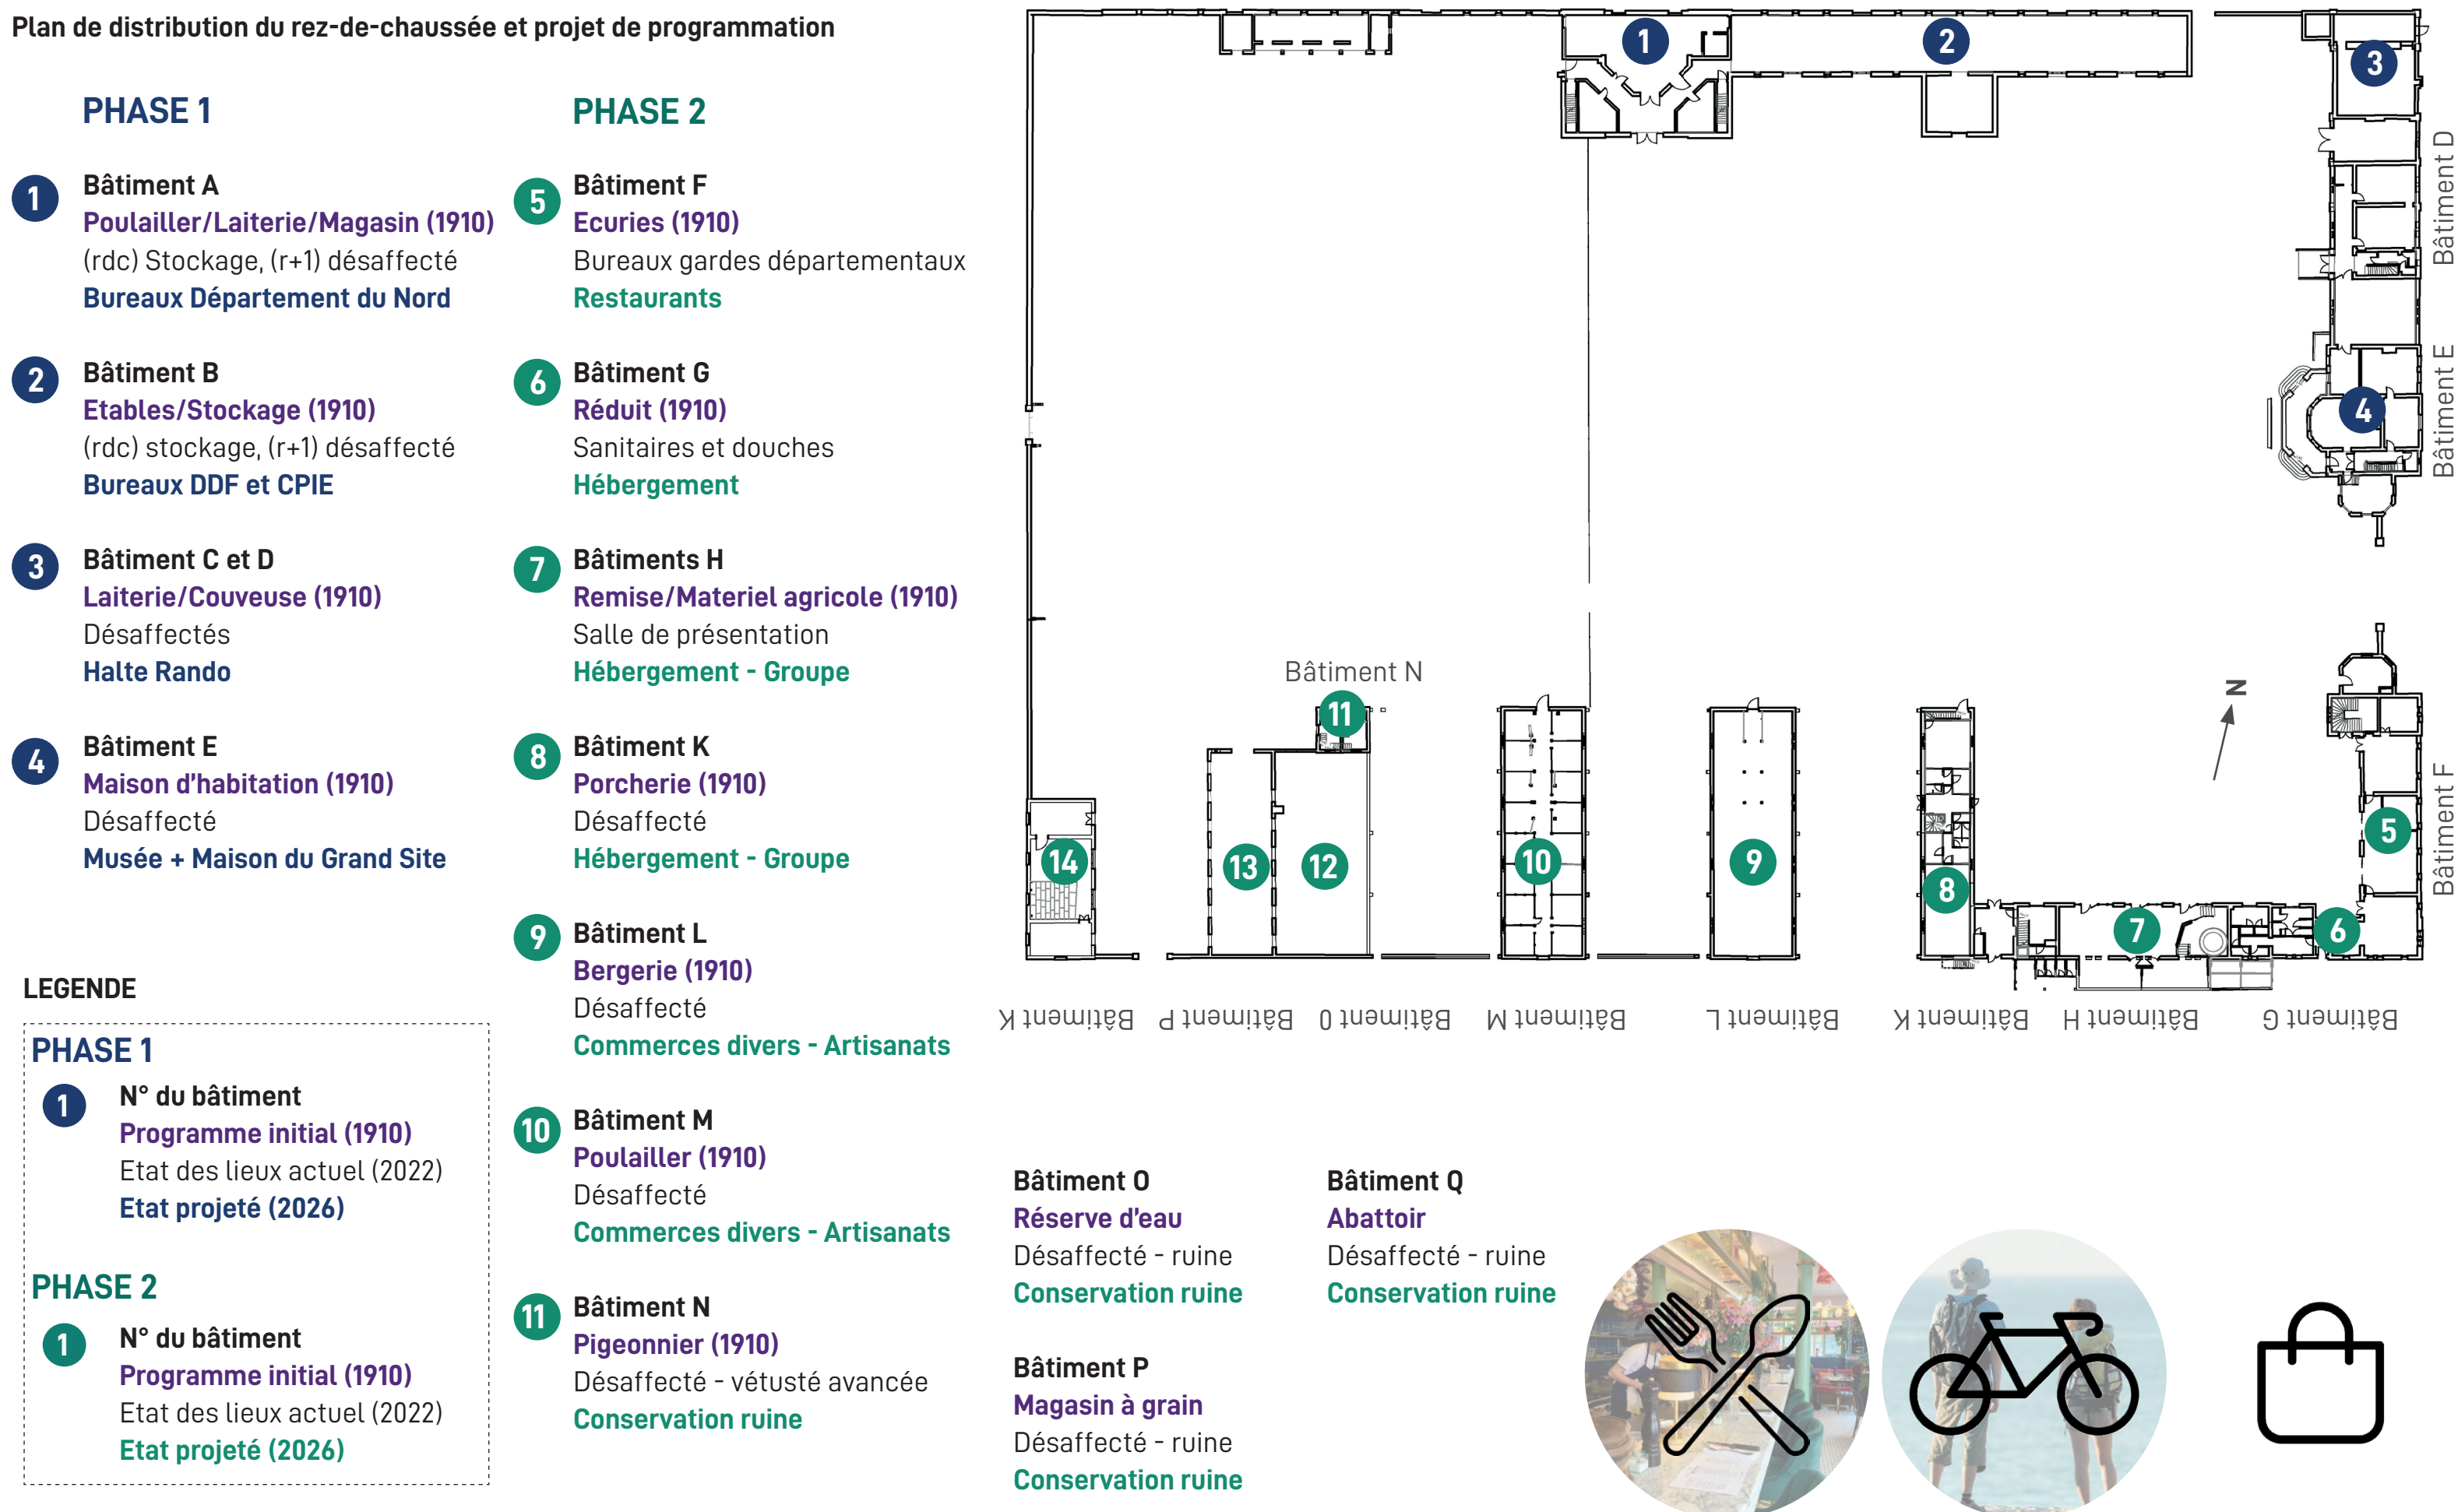 Plan de distribution du rez-de-chaussée et projet de programmation
PHASE 1
1
Bâtiment A
Poulailler/Laiterie/Magasin (1910)
(rdc) Stockage, (r+1) désaffecté
Bureaux Département du Nord
2
Bâtiment B
Etables/Stockage (1910)
(rdc) stockage, (r+1) désaffecté
Bureaux DDF et CPIE
3
Bâtiment C et D
Laiterie/Couveuse (1910)
Désaffectés
Halte Rando
4
Bâtiment E
Maison d'habitation (1910)
Désaffecté
Musée + Maison du Grand Site
LEGENDE
PHASE 1
1
N° du bâtiment
Programme initial (1910)
Etat des lieux actuel (2022)
Etat projeté (2026)
PHASE 2
1
N° du bâtiment
Programme initial (1910)
Etat des lieux actuel (2022)
Etat projeté (2026)
PHASE 2
5
Bâtiment F
Ecuries (1910)
Bureaux gardes départementaux
Restaurants
6
Bâtiment G
Réduit (1910)
Sanitaires et douches
Hébergement
7
Bâtiments H
Remise/Materiel agricole (1910)
Salle de présentation
Hébergement - Groupe
8
Bâtiment K
Porcherie (1910)
Désaffecté
Hébergement - Groupe
9
Bâtiment L
Bergerie (1910)
Désaffecté
Commerces divers - Artisanats
10
Bâtiment M
Poulailler (1910)
Désaffecté
Commerces divers - Artisanats
11
Bâtiment N
Pigeonnier (1910)
Désaffecté - vétusté avancée
Conservation ruine
1
2
3
Bâtiment D
Bâtiment E
4
Bâtiment N
11
N
5
Bâtiment F
14
13
12
10
9
8
7
6
Bâtiment K
Bâtiment P
Bâtiment O
Bâtiment M
Bâtiment L
Bâtiment K
Bâtiment H
Bâtiment G
Bâtiment O
Réserve d'eau
Désaffecté - ruine
Conservation ruine
Bâtiment P
Magasin à grain
Désaffecté - ruine
Conservation ruine
Bâtiment Q
Abattoir
Désaffecté - ruine
Conservation ruine